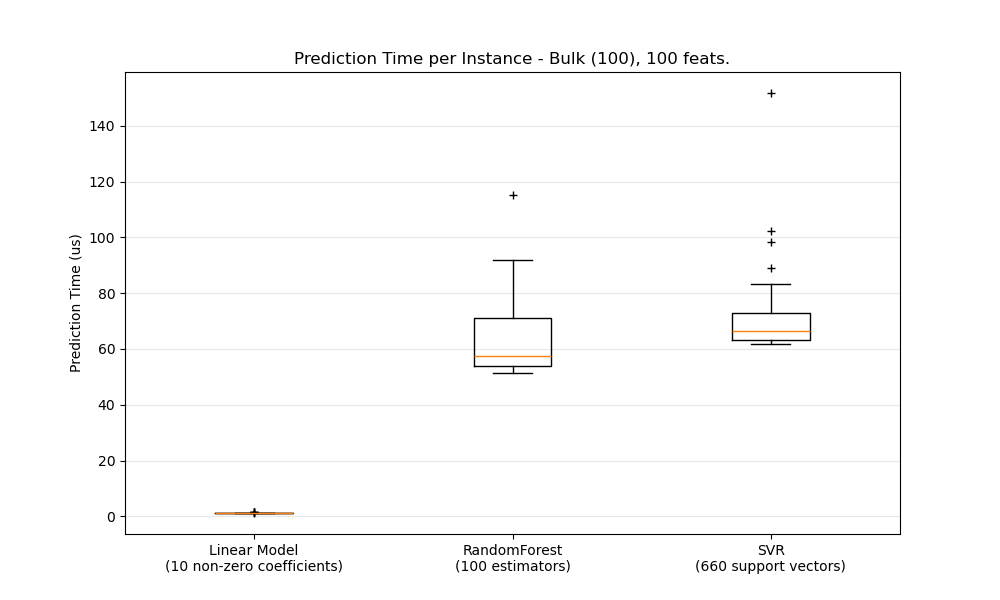 Prediction Time per Instance - Bulk (100), 100 feats.
Prediction Time (us)
140
120
100
80
60
40
20
0
Linear Model
(10 non-zero coefficients)
RandomForest
(100 estimators)
SVR
(660 support vectors)